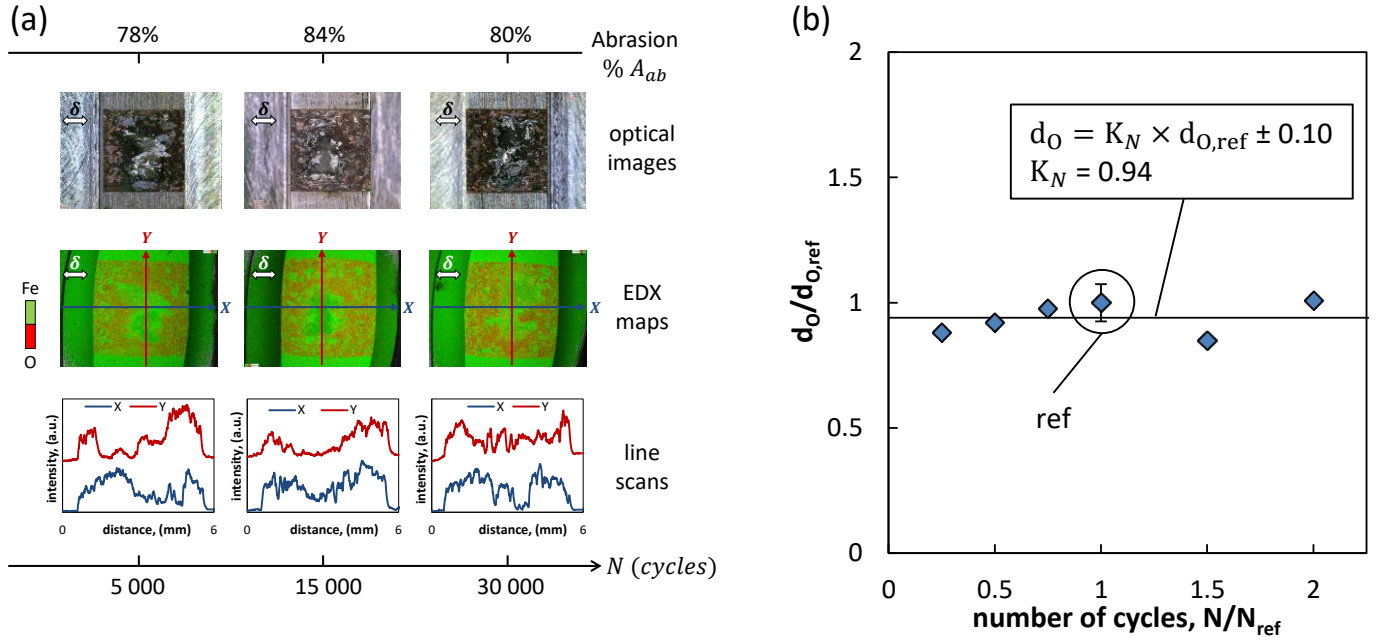 (a)
78%
84%
80%
Abrasion
% A_ab
δ
δ
δ
optical
images
Y
Y
Y
δ
δ
δ
X
X
X
Fe
O
EDX
maps
X Y
X Y
X Y
intensity, (a.u.)
intensity, (a.u.)
intensity, (a.u.)
line
scans
0 6
0 6
0 6
distance, (mm)
distance, (mm)
distance, (mm)
N (cycles)
5 000
15 000
30 000
(b)
2
1.5
1
0.5
0
d_O/d_O,ref
d_O = K_N × d_O,ref ± 0.10
K_N = 0.94
ref
0 0.5 1 1.5 2
number of cycles, N/N_ref